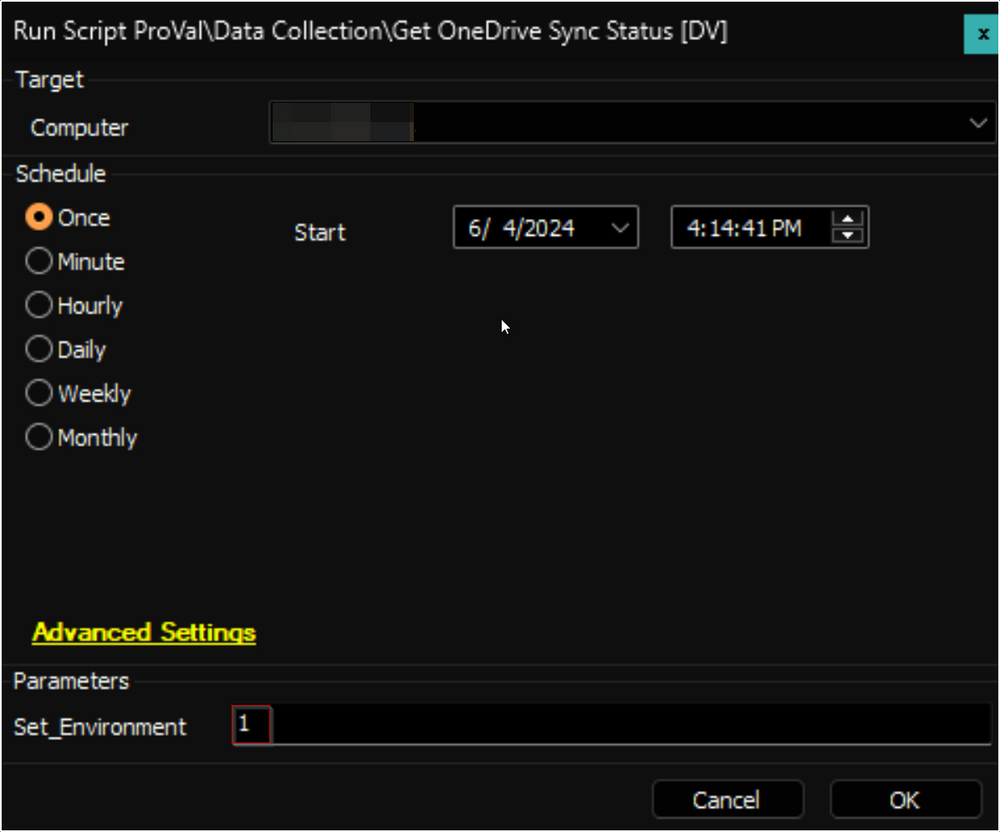 Run Script ProVal\Data Collection\Get OneDrive Sync Status [DV]
x
Target
Computer
Schedule
Once
Start
6/ 4/2024
4:14:41 PM
Minute
Hourly
Daily
Weekly
Monthly
Advanced Settings
Parameters
Set_Environment
1
Cancel
OK